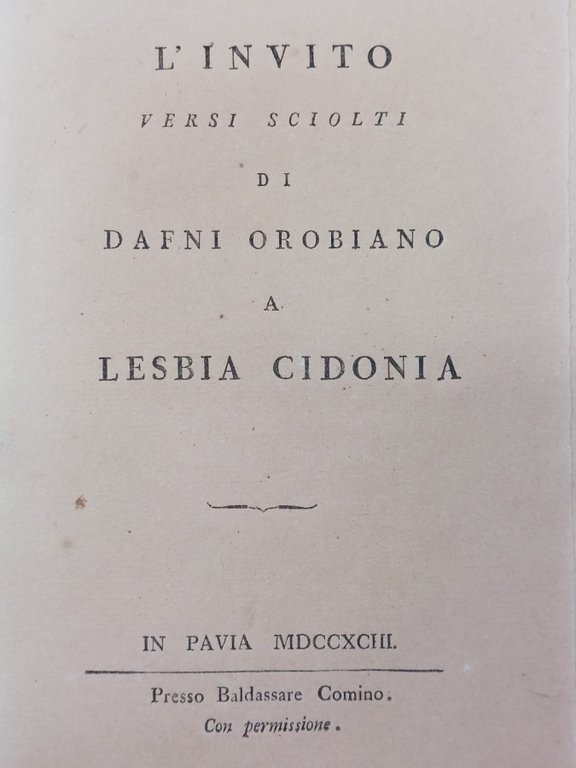 L' INVITO
VERSI SCIOLTI
DI
DAFNI OROBIANO
A
LESBIA CIDONIA
IN PAVIA MDCCXCIII.
Presso Baldassare Comino.
Con permissione.